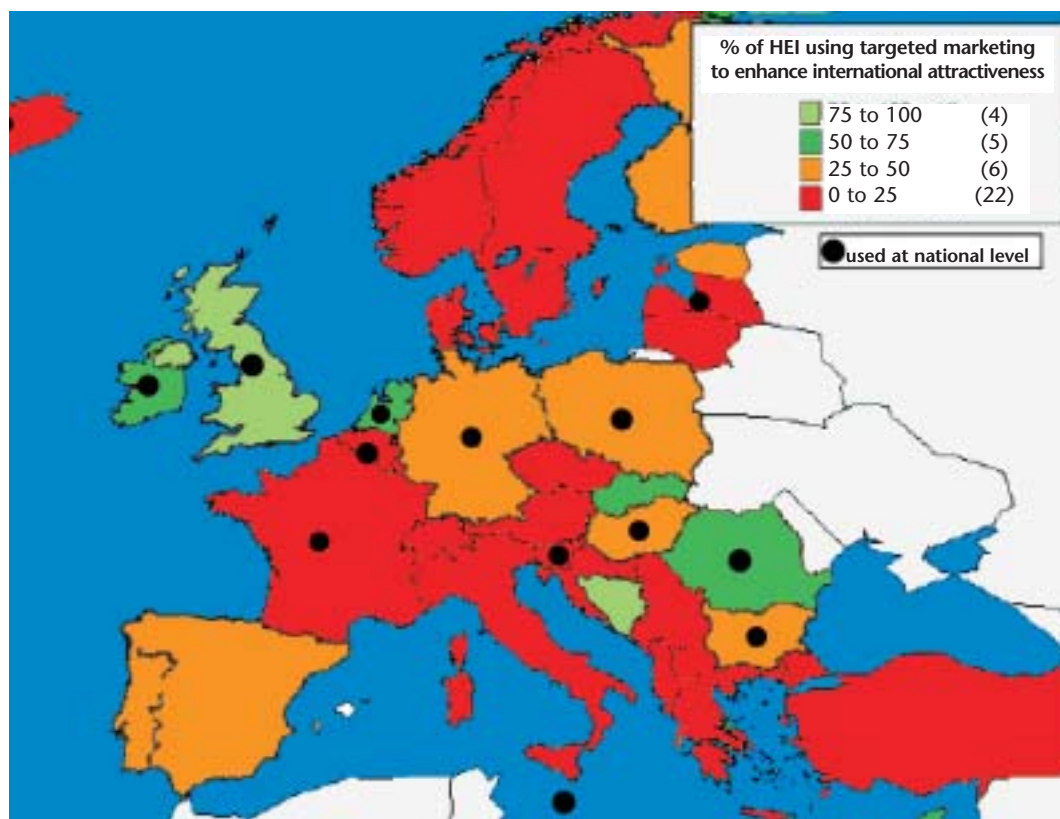 % of HEI using targeted marketing
to enhance international attractiveness
75 to 100 (4)
50 to 75 (5)
25 to 50 (6)
0 to 25 (22)
used at national level